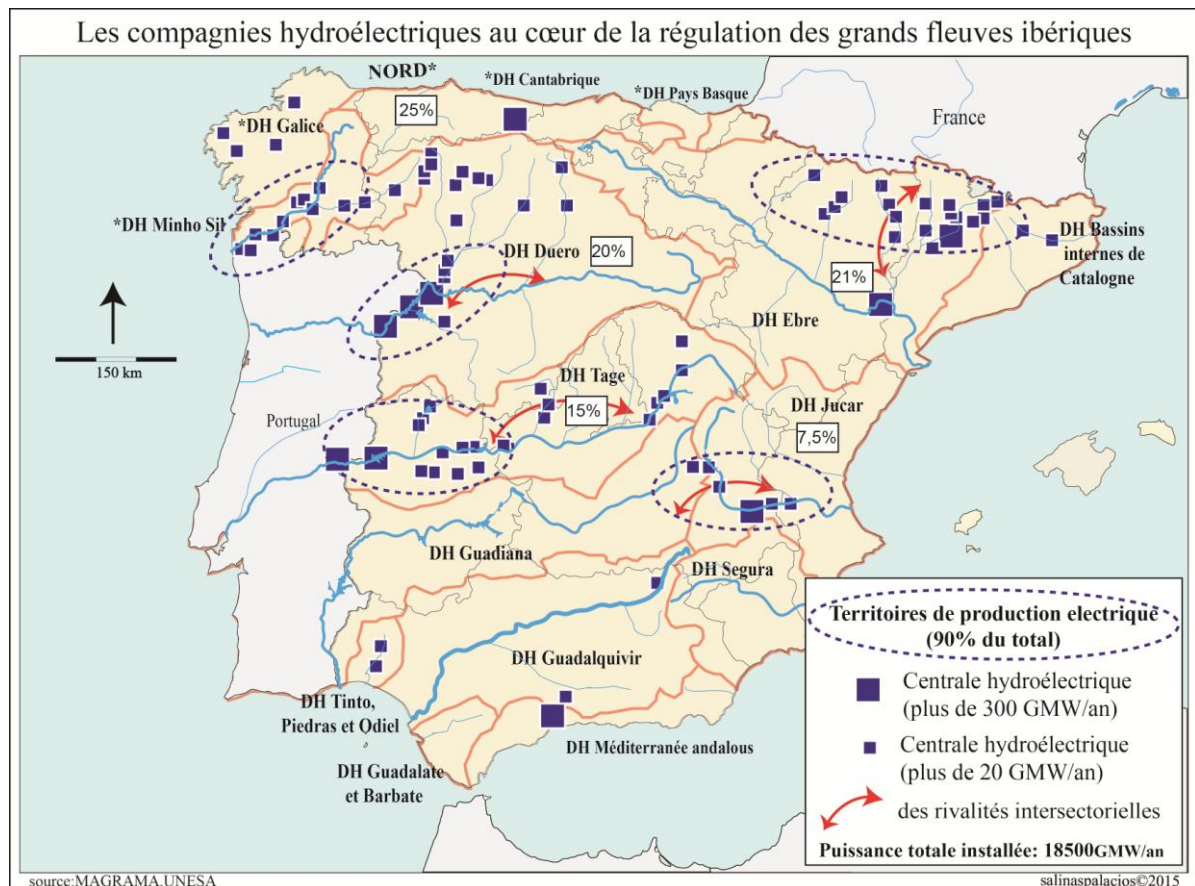 Les compagnies hydroélectriques au cœur de la régulation des grands fleuves ibériques
NORD*
*DH Cantabrique
*DH Pays Basque
25%
France
*DH Galice
*DH Minho Sil
DH Duero
20%
21%
DH Bassins
internes de
Catalogne
DH Ebre
150 km
DH Tage
15%
Portugal
DH Jucar
7,5%
DH Guadiana
DH Segura
DH Guadalquivir
DH Tinto,
Piedras et Odiel
DH Méditerranée andalous
DH Guadalate
et Barbate
Territoires de production electrique
(90% du total)
Centrale hydroélectrique
(plus de 300 GMW/an)
Centrale hydroélectrique
(plus de 20 GMW/an)
des rivalités intersectorielles
Puissance totale installée: 18500GMW/an
source:MAGRAMA,UNESA
salinaspalacios©2015